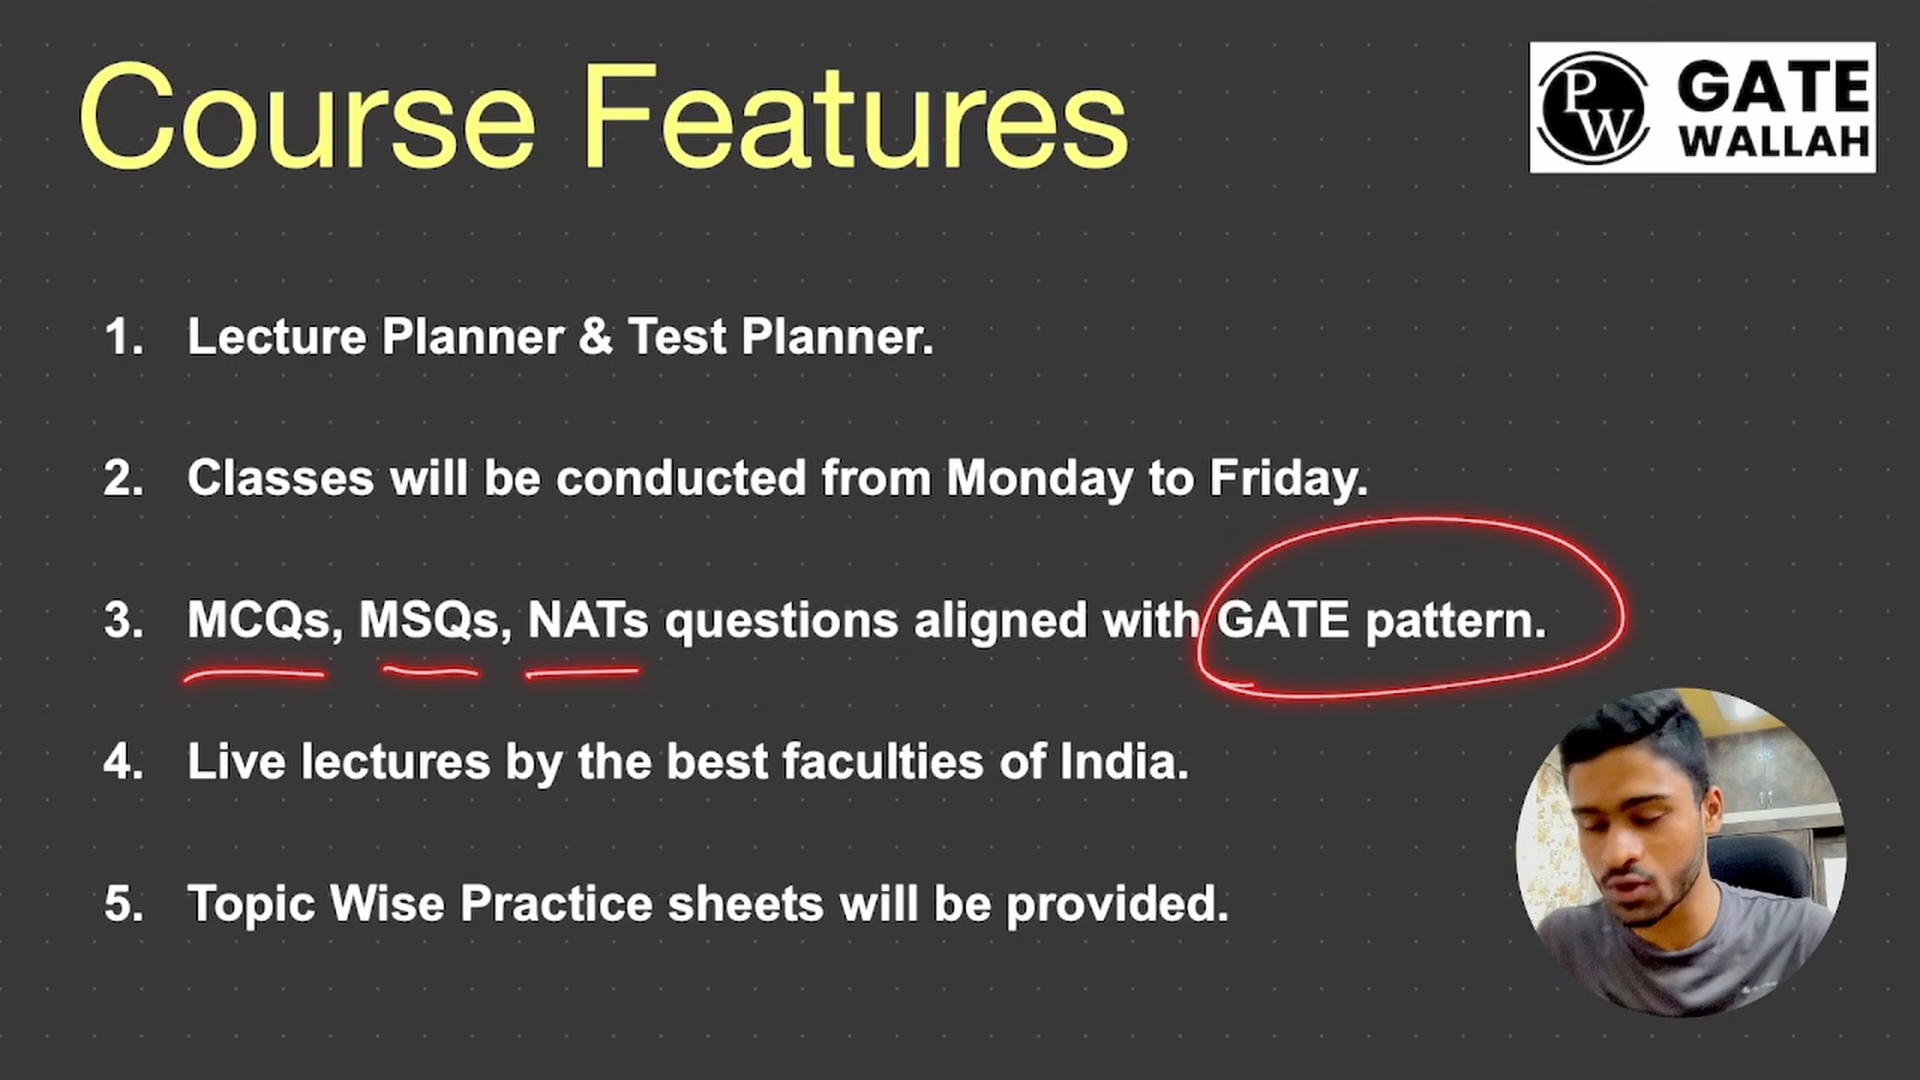 Course Features
PW
GATE
WALLAH
1. Lecture Planner & Test Planner.
2. Classes will be conducted from Monday to Friday.
3. MCQs, MSQs, NATs questions aligned with GATE pattern.
4. Live lectures by the best faculties of India.
5. Topic Wise Practice sheets will be provided.